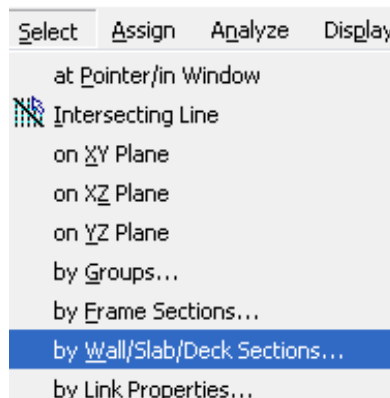 Select Assign Analyze Display
at Pointer/in Window
Intersecting Line
on XY Plane
on XZ Plane
on YZ Plane
by Groups...
by Frame Sections...
by Wall/Slab/Deck Sections...
by Link Properties...